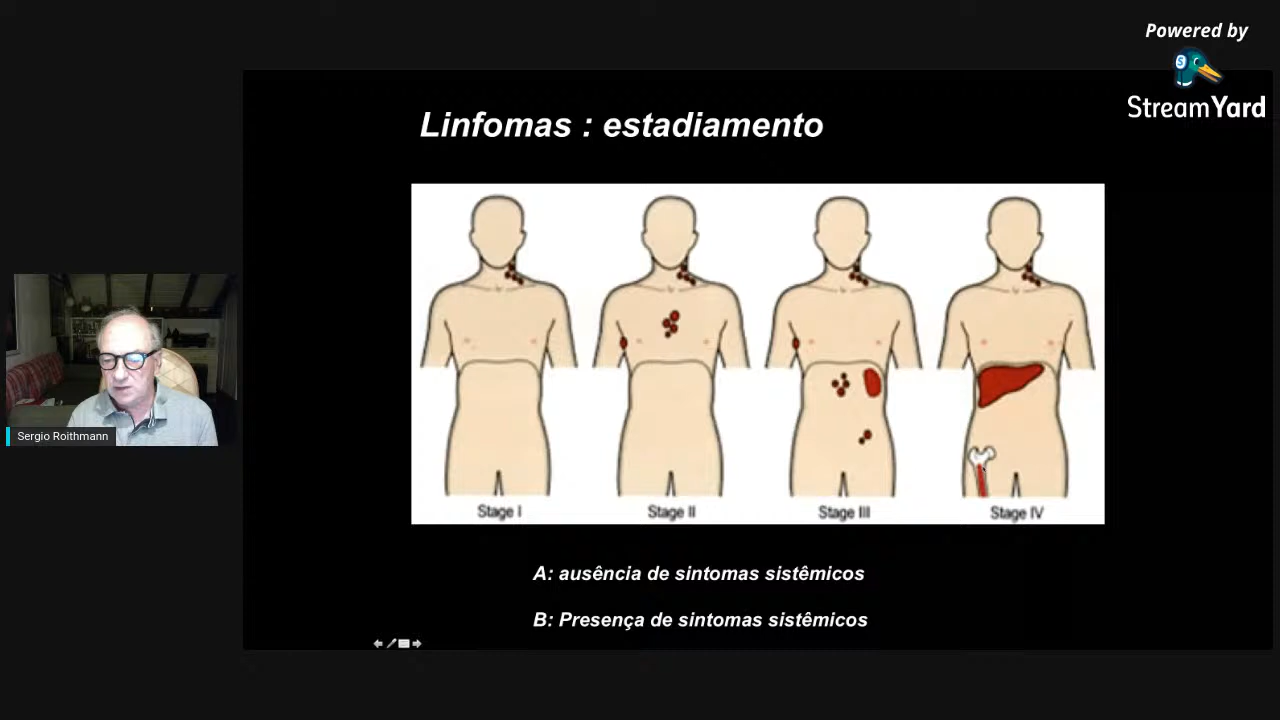 Powered by
StreamYard
Linfomas : estadiamento
Stage I
Stage II
Stage III
Stage IV
Sergio Roithmann
A: ausência de sintomas sistêmicos
B: Presença de sintomas sistêmicos